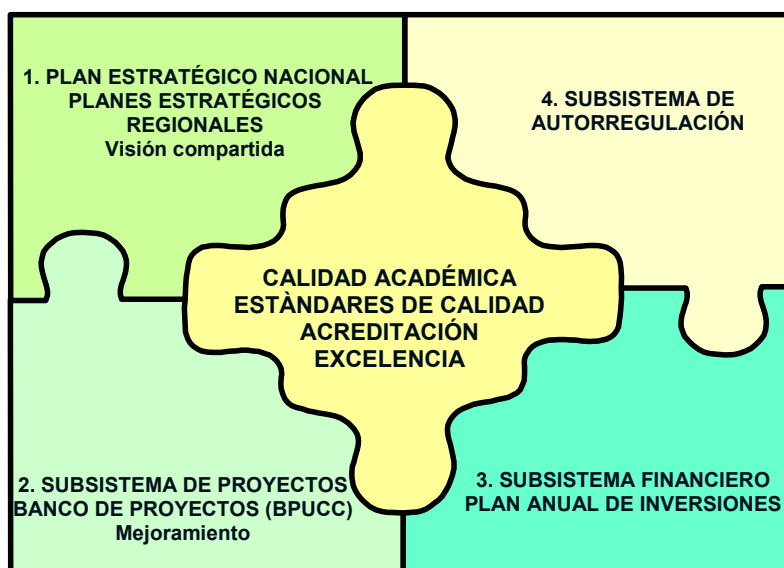 1. PLAN ESTRATÉGICO NACIONAL
PLANES ESTRATÉGICOS
REGIONALES
Visión compartida
4. SUBSISTEMA DE
AUTORREGULACIÓN
CALIDAD ACADÉMICA
ESTÀNDARES DE CALIDAD
ACREDITACIÓN
EXCELENCIA
2. SUBSISTEMA DE PROYECTOS
BANCO DE PROYECTOS (BPUCC)
Mejoramiento
3. SUBSISTEMA FINANCIERO
PLAN ANUAL DE INVERSIONES